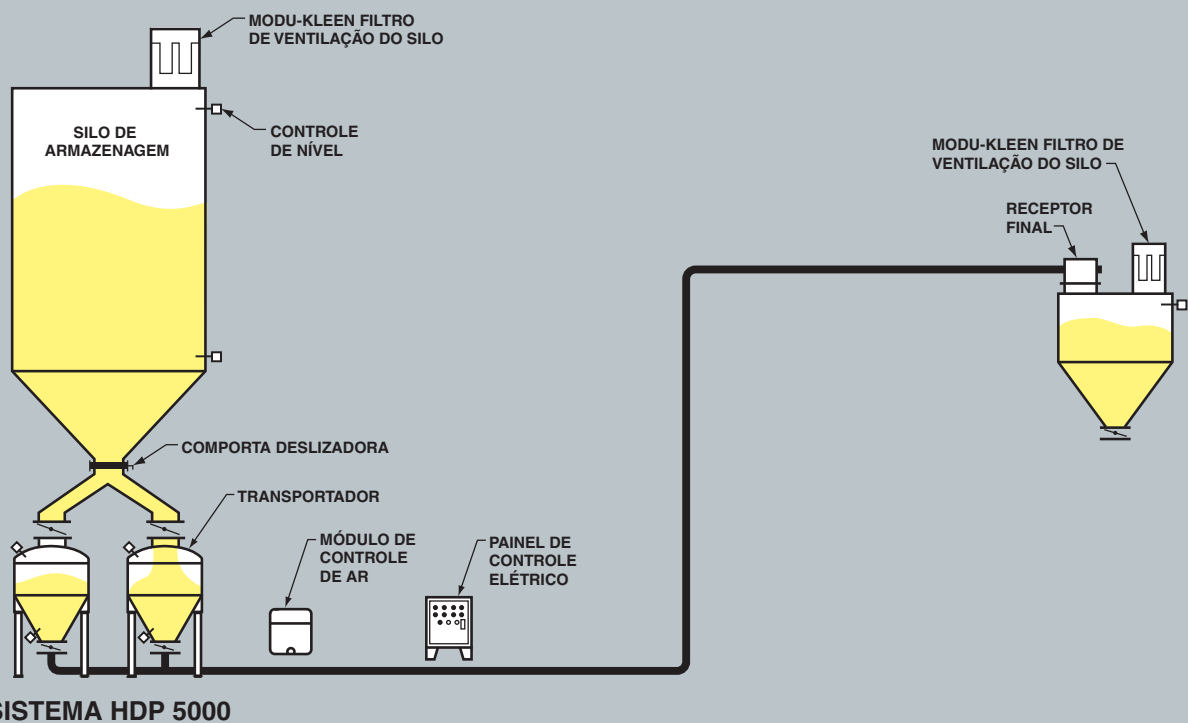 MODU-KLEEN FILTRO
DE VENTILAÇÃO DO SILO
SILO DE
ARMAZENAGEM
CONTROLE
DE NÍVEL
MODU-KLEEN FILTRO DE
VENTILAÇÃO DO SILO
RECEPTOR
FINAL
COMPORTA DESLIZADORA
TRANSPORTADOR
MÓDULO DE
CONTROLE
DE AR
PAINEL DE
CONTROLE
ELÉTRICO
SISTEMA HDP 5000